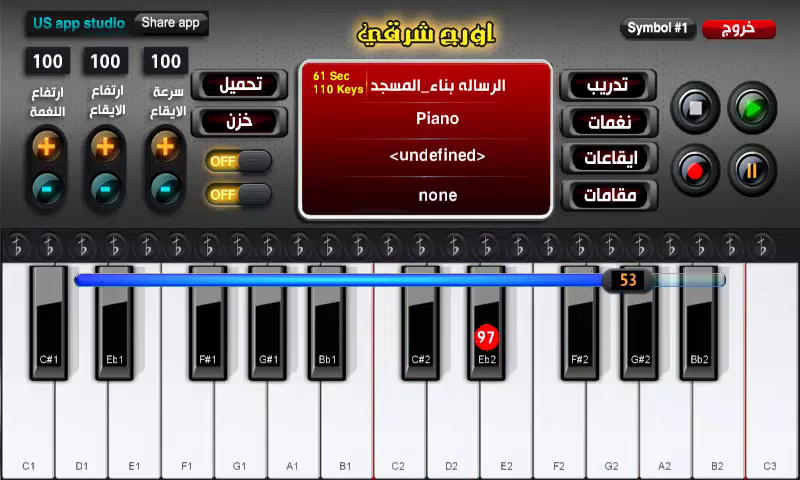 US app studio
Share app
اورج شرقي
Symbol #1
خروج
100
100
100
ارتفاع النغمة
ارتفاع الايقاع
سرعة الايقاع
تحميل
خزن
OFF
OFF
61 Sec
110 Keys
الرساله بناء_المسجد
Piano
<undefined>
none
تدريب
نغمات
ايقاعات
مقامات
53
97
C#1
Eb1
F#1
G#1
Bb1
C#2
Eb2
F#2
G#2
Bb2
C1
D1
E1
F1
G1
A1
B1
C2
D2
E2
F2
G2
A2
B2
C3